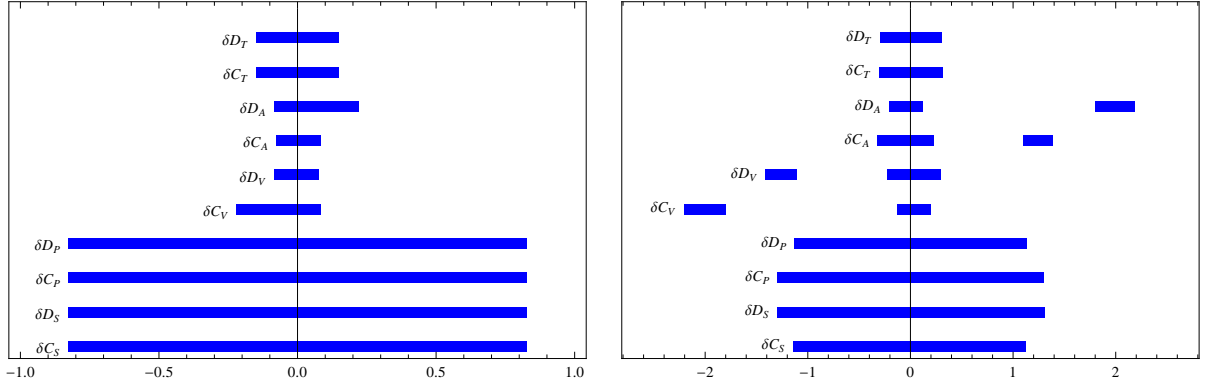 δD_T
δC_T
δD_A
δC_A
δD_V
δC_V
δD_P
δC_P
δD_S
δC_S
−1.0 −0.5 0.0 0.5 1.0
δD_T
δC_T
δD_A
δC_A
δD_V
δC_V
δD_P
δC_P
δD_S
δC_S
−2 −1 0 1 2